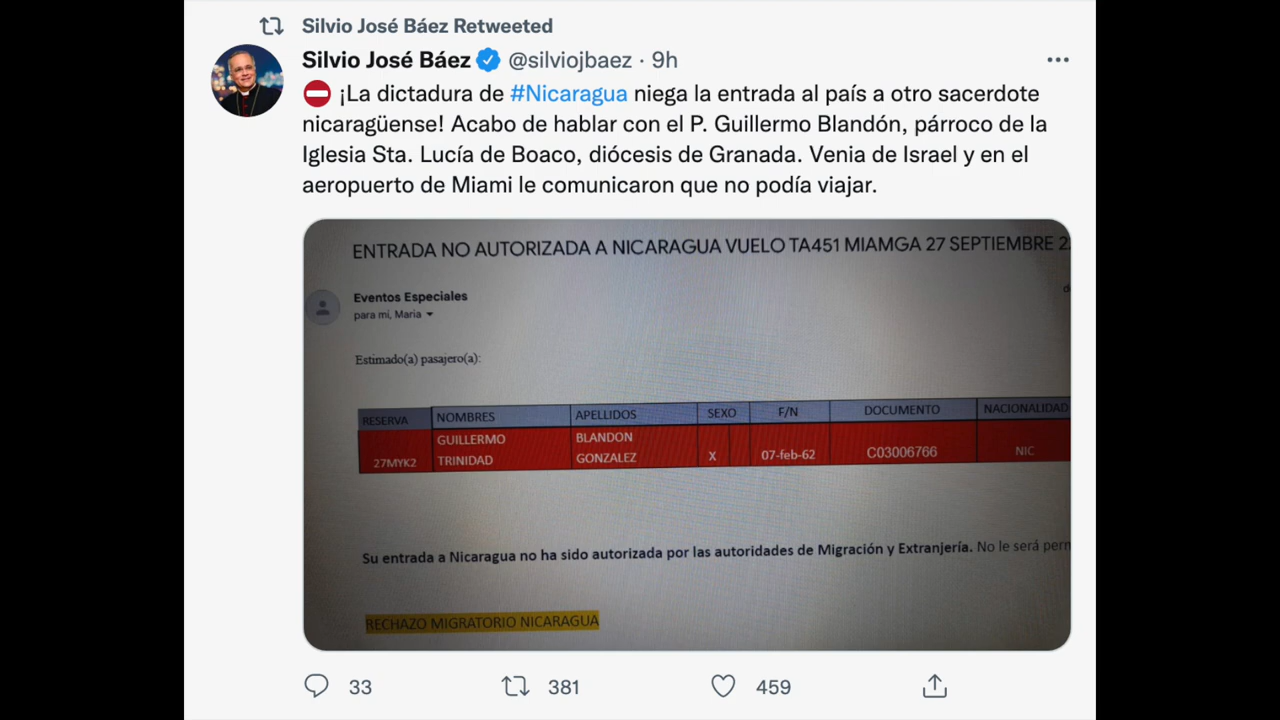 Silvio José Báez Retweeted
Silvio José Báez @silviojbaez · 9h
¡La dictadura de #Nicaragua niega la entrada al país a otro sacerdote
nicaragüense! Acabo de hablar con el P. Guillermo Blandón, párroco de la
Iglesia Sta. Lucía de Boaco, diócesis de Granada. Venia de Israel y en el
aeropuerto de Miami le comunicaron que no podía viajar.
ENTRADA NO AUTORIZADA A NICARAGUA VUELO TA451 MIAMGA 27 SEPTIEMBRE
Eventos Especiales
para mi, Maria
Estimado(a) pasajero(a):
RESERVA NOMBRES APELLIDOS SEXO F/N DOCUMENTO NACIONALIDAD
GUILLERMO BLANDON
27MYK2 TRINIDAD GONZALEZ X 07-feb-62 C03006766 NIC
Su entrada a Nicaragua no ha sido autorizada por las autoridades de Migración y Extranjería. No le será
RECHAZO MIGRATORIO NICARAGUA
33 381 459